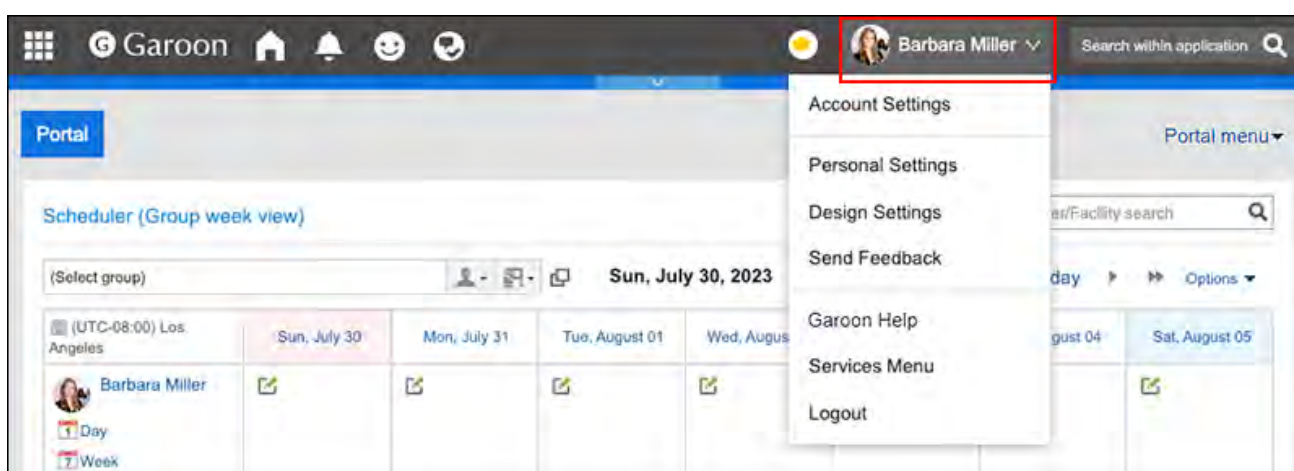 G Garoon
Barbara Miller
Search within application
Account Settings
Portal
Portal menu
Personal Settings
Scheduler (Group week view)
Design Settings
er/Facility search
Send Feedback
(Select group)
Sun, July 30, 2023
day
Options
Garoon Help
(UTC-08:00) Los
Angeles
Sun, July 30
Mon, July 31
Tue, August 01
Wed, Augus
gust 04
Sat, August 05
Services Menu
Barbara Miller
Logout
1 Day
7 Week